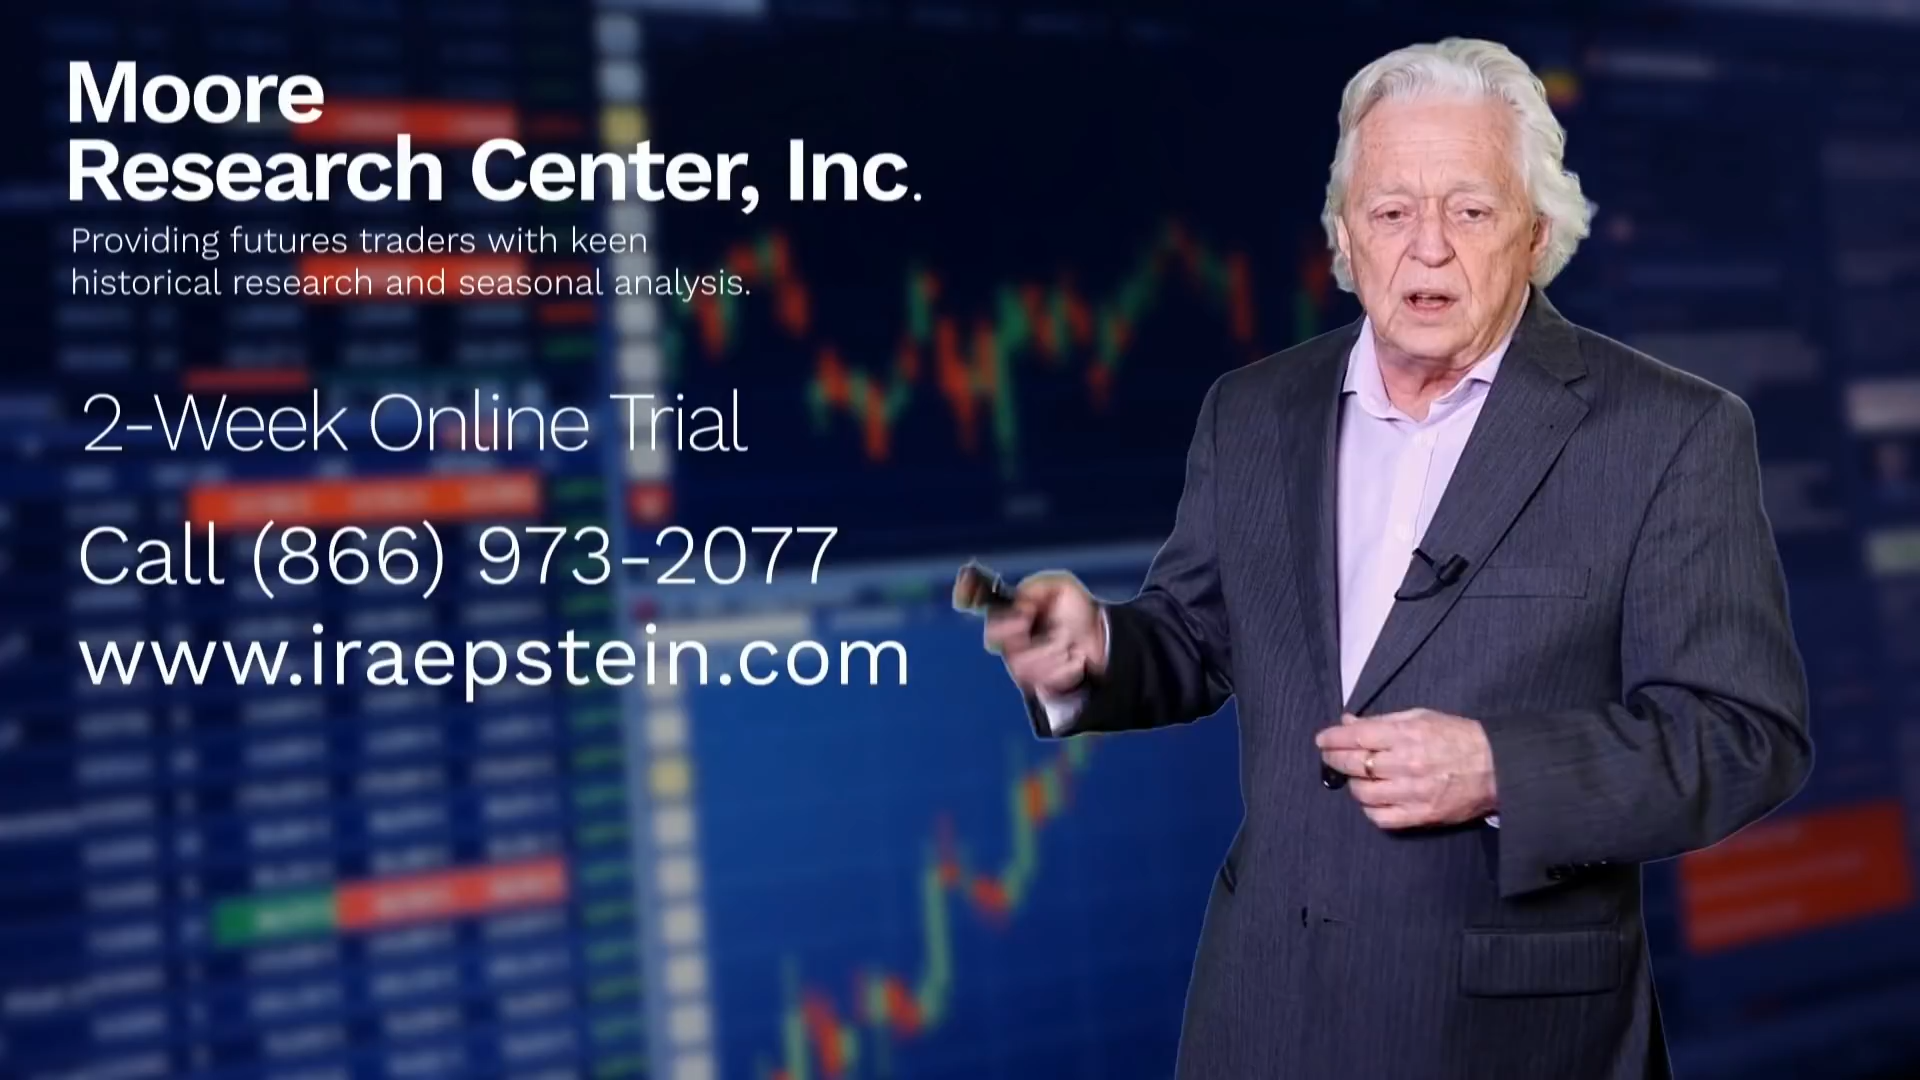 Moore
Research Center, Inc.
Providing futures traders with keen
historical research and seasonal analysis.
2-Week Online Trial
Call (866) 973-2077
www.iraepstein.com